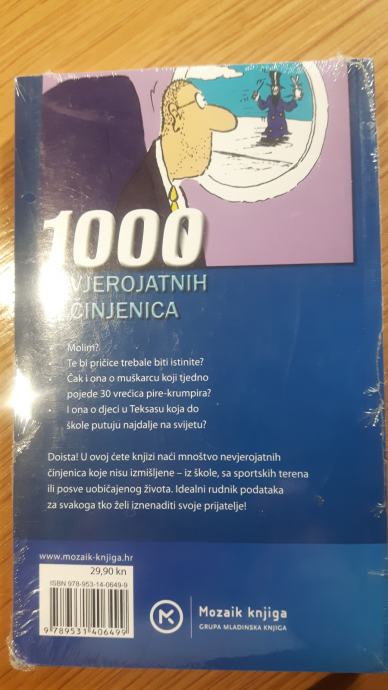 1000
VJEROJATNIH
ČINJENICA
• Molim?
• Te bi pričice trebale biti istinite?
• Čak i ona o muškarcu koji tjedno
pojede 30 vrećica pire-krumpira?
• I ona o djeci u Teksasu koja do
škole putuju najdalje na svijetu?
Doista! U ovoj ćete knjizi naći mnoštvo nevjerojatnih
činjenica koje nisu izmišljene – iz škole, sa sportskih terena
ili posve uobičajenog života. Idealni rudnik podataka
za svakoga tko želi iznenaditi svoje prijatelje!
www.mozaik-knjiga.hr
29,90 kn
ISBN 978-953-14-0649-9
9789531406499
Mozaik knjiga
GRUPA MLADINSKA KNJIGA